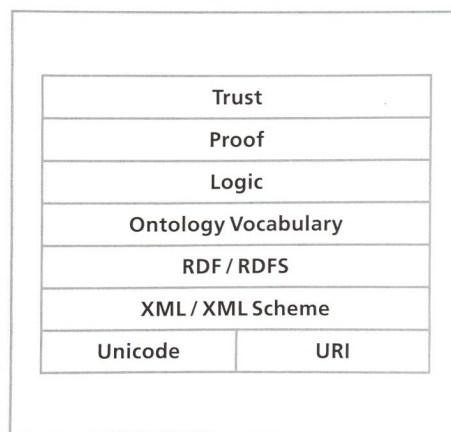 Trust
Proof
Logic
Ontology Vocabulary
RDF / RDFS
XML / XML Scheme
Unicode URI